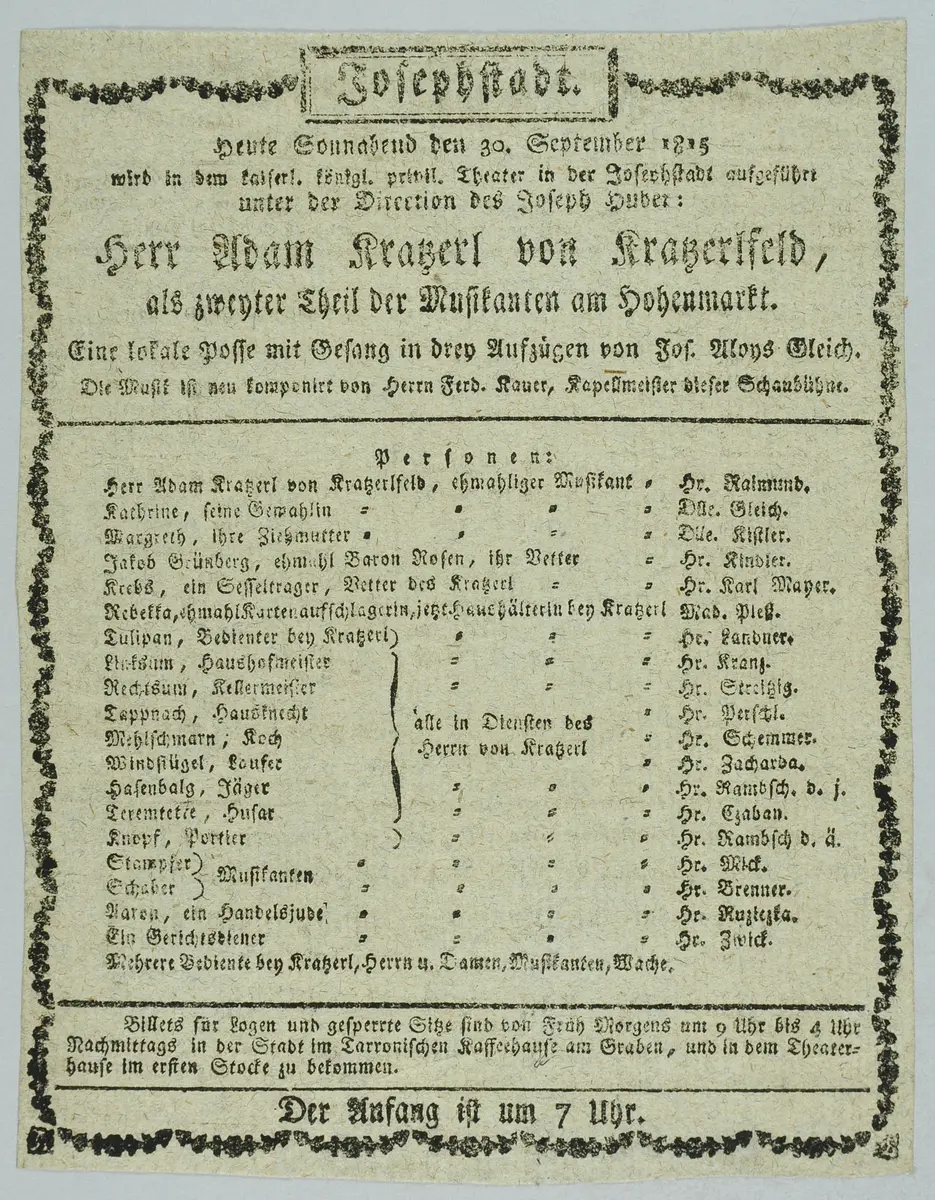 Josephstadt.
Heute Sonnabend den 30. September 1815
wird in dem kaiserl. königl. privil. Theater in der Josephstadt aufgeführt
unter der Direction des Joseph Huber:
Herr Adam Kratzerl von Kratzerlfeld,
als zweyter Theil der Musikanten am Hohenmarkt.
Eine lokale Posse mit Gesang in drey Aufzügen von Jos. Aloys Gleich.
Die Musik ist neu komponirt von Herrn Ferd. Kauer, Kapellmeister dieser Schaubühne.
Personen:
Herr Adam Kratzerl von Kratzerlfeld, ehmahliger Musikant = Hr. Raimund.
Kathrine, seine Gemahlin = = = = Dlle. Gleich.
Margreth, ihre Ziehmutter = = = = Dlle. Kistler.
Jakob Grünberg, ehmahl Baron Rosen, ihr Vetter = Hr. Kindler.
Krebs, ein Sesseltrager, Vetter des Kratzerl = = Hr. Karl Mayer.
Rebekka, ehmahl Kartenaufschlagerin, jetzt Haushälterin bey Kratzerl Mad. Pleß.
Tulipan, Bedienter bey Kratzerl) = = = Hr. Landner.
Linksum, Haushofmeister = = = Hr. Kranz.
Rechtsum, Kellermeister = = = Hr. Streitzig.
Tappnach, Hausknecht = Hr. Perschl.
alle in Diensten des
Mehlschmarn, Koch = Hr. Schemmer.
Herrn von Kratzerl
Windflügel, Laufer = Hr. Zacharda.
Hasenbalg, Jäger = = = Hr. Rambsch. d. j.
Teremtette, Husar = = = Hr. Czaban.
Knopf, Portier ) = = = Hr. Rambsch d. ä.
Stampfer) = = = = Hr. Mick.
Musikanten
Schaber ) = = = = Hr. Brenner.
Aaron, ein Handelsjude = = = = Hr. Ruziczka.
Ein Gerichtsdiener = = = = Hr. Zwick.
Mehrere Bediente bey Kratzerl, Herrn u. Damen, Musikanten, Wache.
Billets für Logen und gesperrte Sitze sind von Früh Morgens um 9 Uhr bis 4 Uhr
Nachmittags in der Stadt im Tarronischen Kaffeehause am Graben, und in dem Theater-
hause im ersten Stocke zu bekommen.
Der Anfang ist um 7 Uhr.